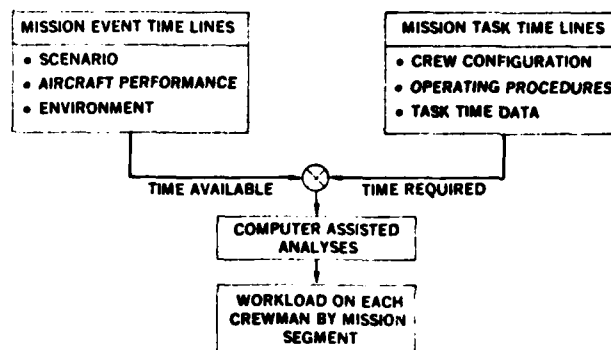 MISSION EVENT TIME LINES
• SCENARIO
• AIRCRAFT PERFORMANCE
• ENVIRONMENT
MISSION TASK TIME LINES
• CREW CONFIGURATION
• OPERATING PROCEDURES
• TASK TIME DATA
TIME AVAILABLE
TIME REQUIRED
COMPUTER ASSISTED
ANALYSES
WORKLOAD ON EACH
CREWMAN BY MISSION
SEGMENT